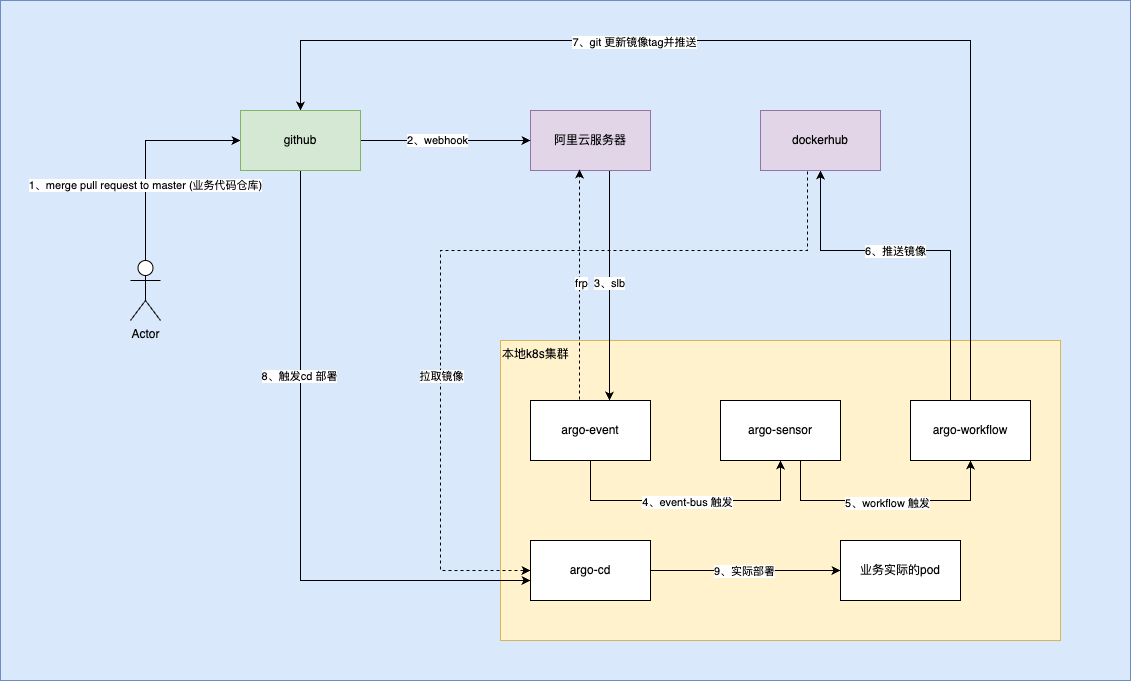 7、git 更新镜像tag并推送
github
2、webhook
阿里云服务器
dockerhub
1、merge pull request to master (业务代码仓库)
6、推送镜像
frp
3、slb
Actor
本地k8s集群
8、触发cd 部署
拉取镜像
argo-event
argo-sensor
argo-workflow
4、event-bus 触发
5、workflow 触发
argo-cd
9、实际部署
业务实际的pod